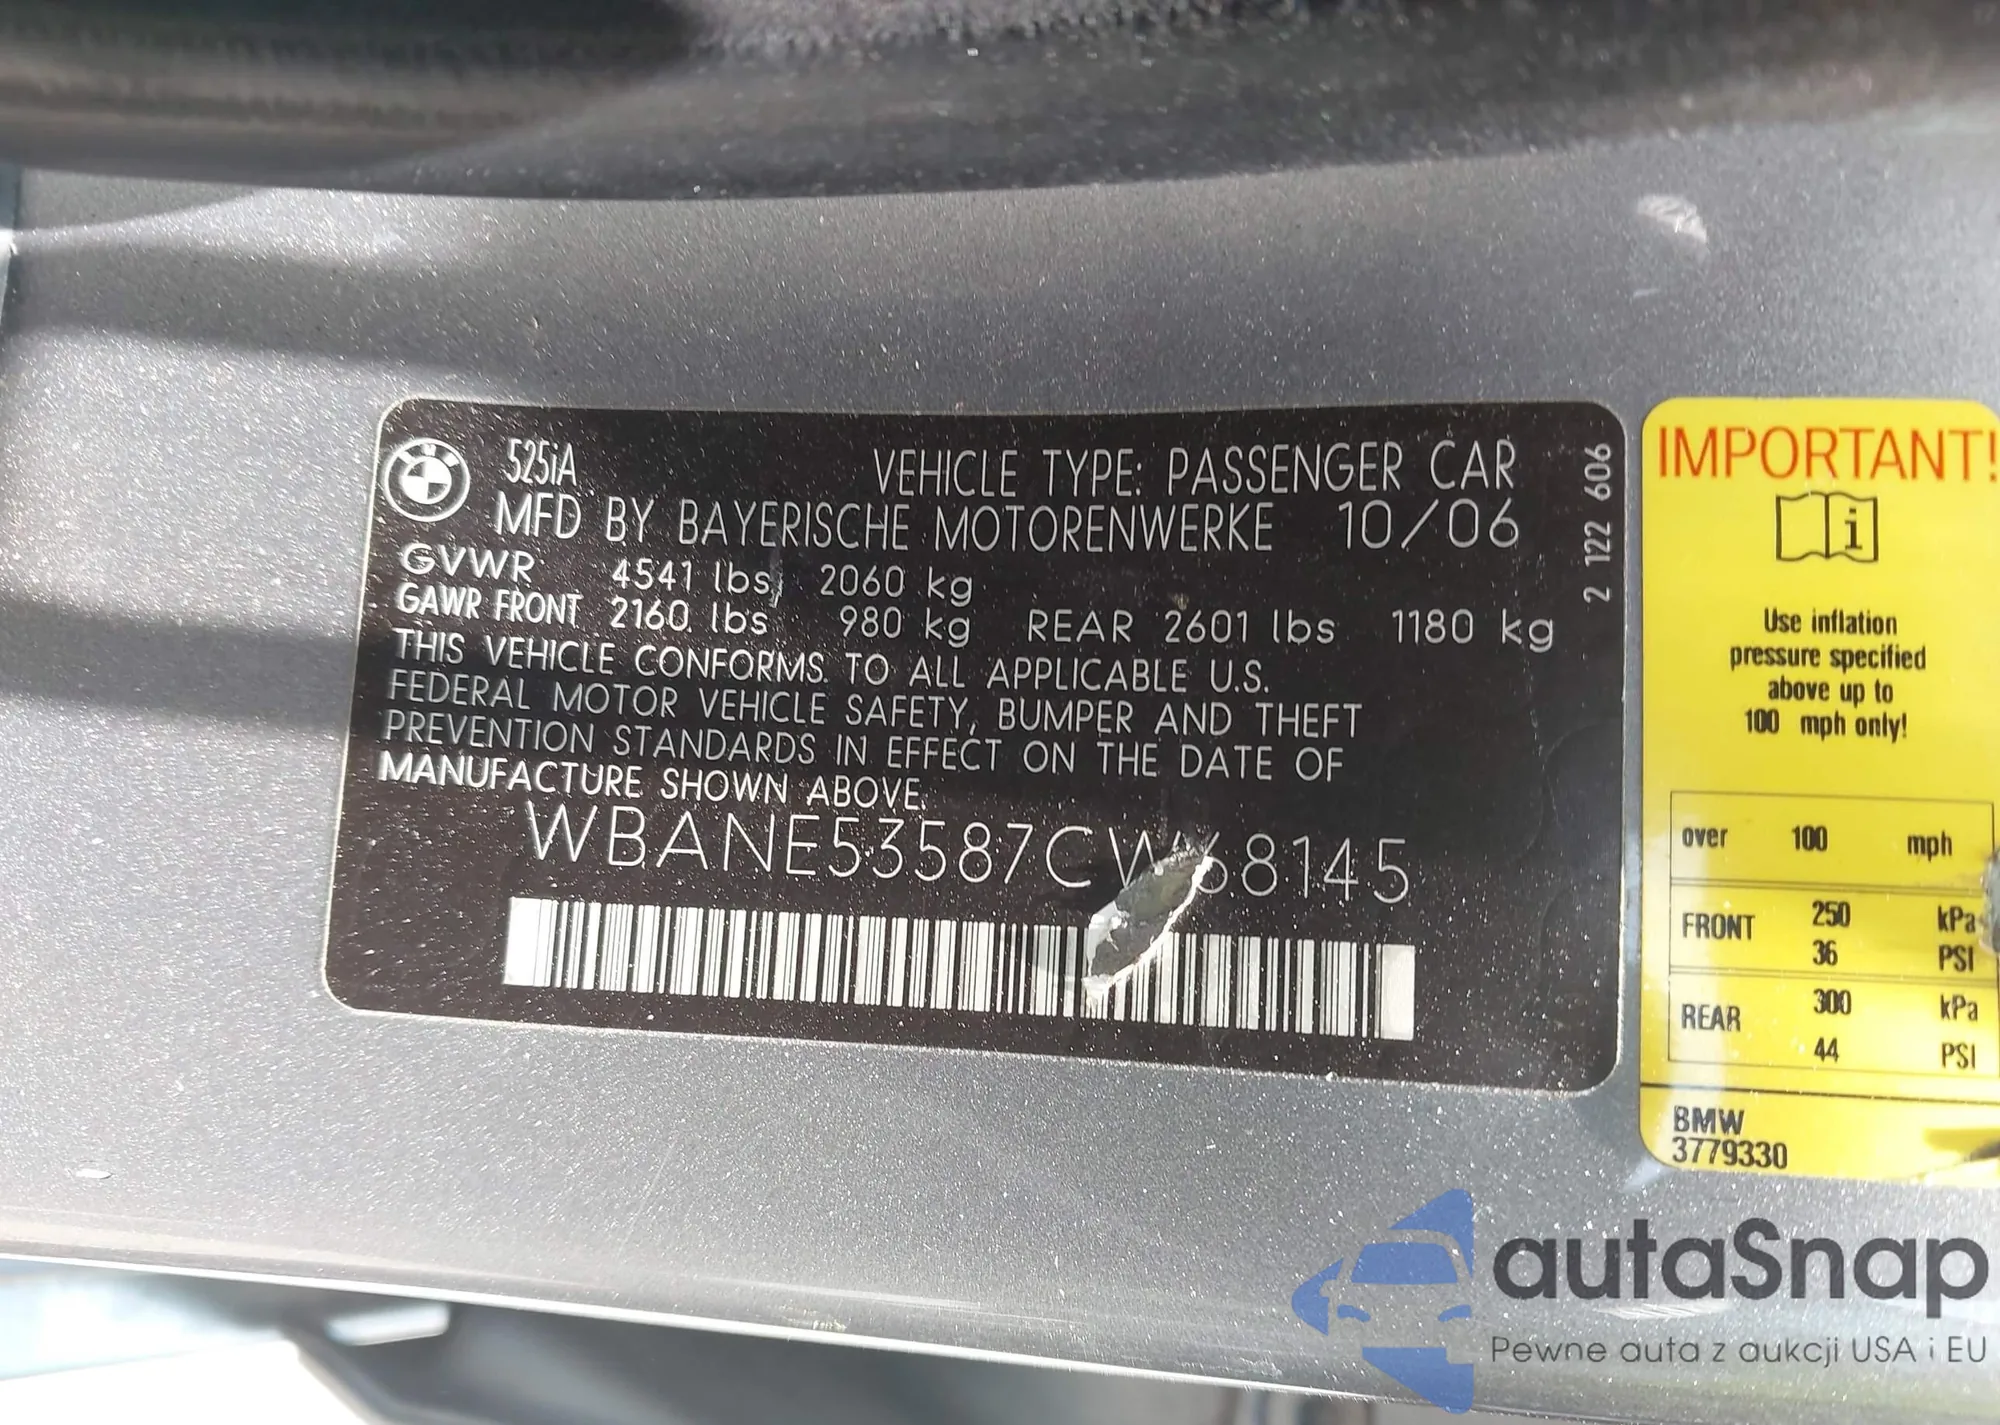 525iA
VEHICLE TYPE: PASSENGER CAR
MFD BY BAYERISCHE MOTORENWERKE 10/06
GVWR 4541 lbs, 2060 kg
GAWR FRONT 2160 lbs 980 kg REAR 2601 lbs 1180 kg
THIS VEHICLE CONFORMS TO ALL APPLICABLE U.S.
FEDERAL MOTOR VEHICLE SAFETY, BUMPER AND THEFT
PREVENTION STANDARDS IN EFFECT ON THE DATE OF
MANUFACTURE SHOWN ABOVE.
WBANE53587CW68145
2 122 606
IMPORTANT!
i
Use inflation
pressure specified
above up to
100 mph only!
over 100 mph
FRONT 250 kPa
36 PSI
REAR 300 kPa
44 PSI
BMW
3779330
autaSnap
Pewne auta z aukcji USA i EU